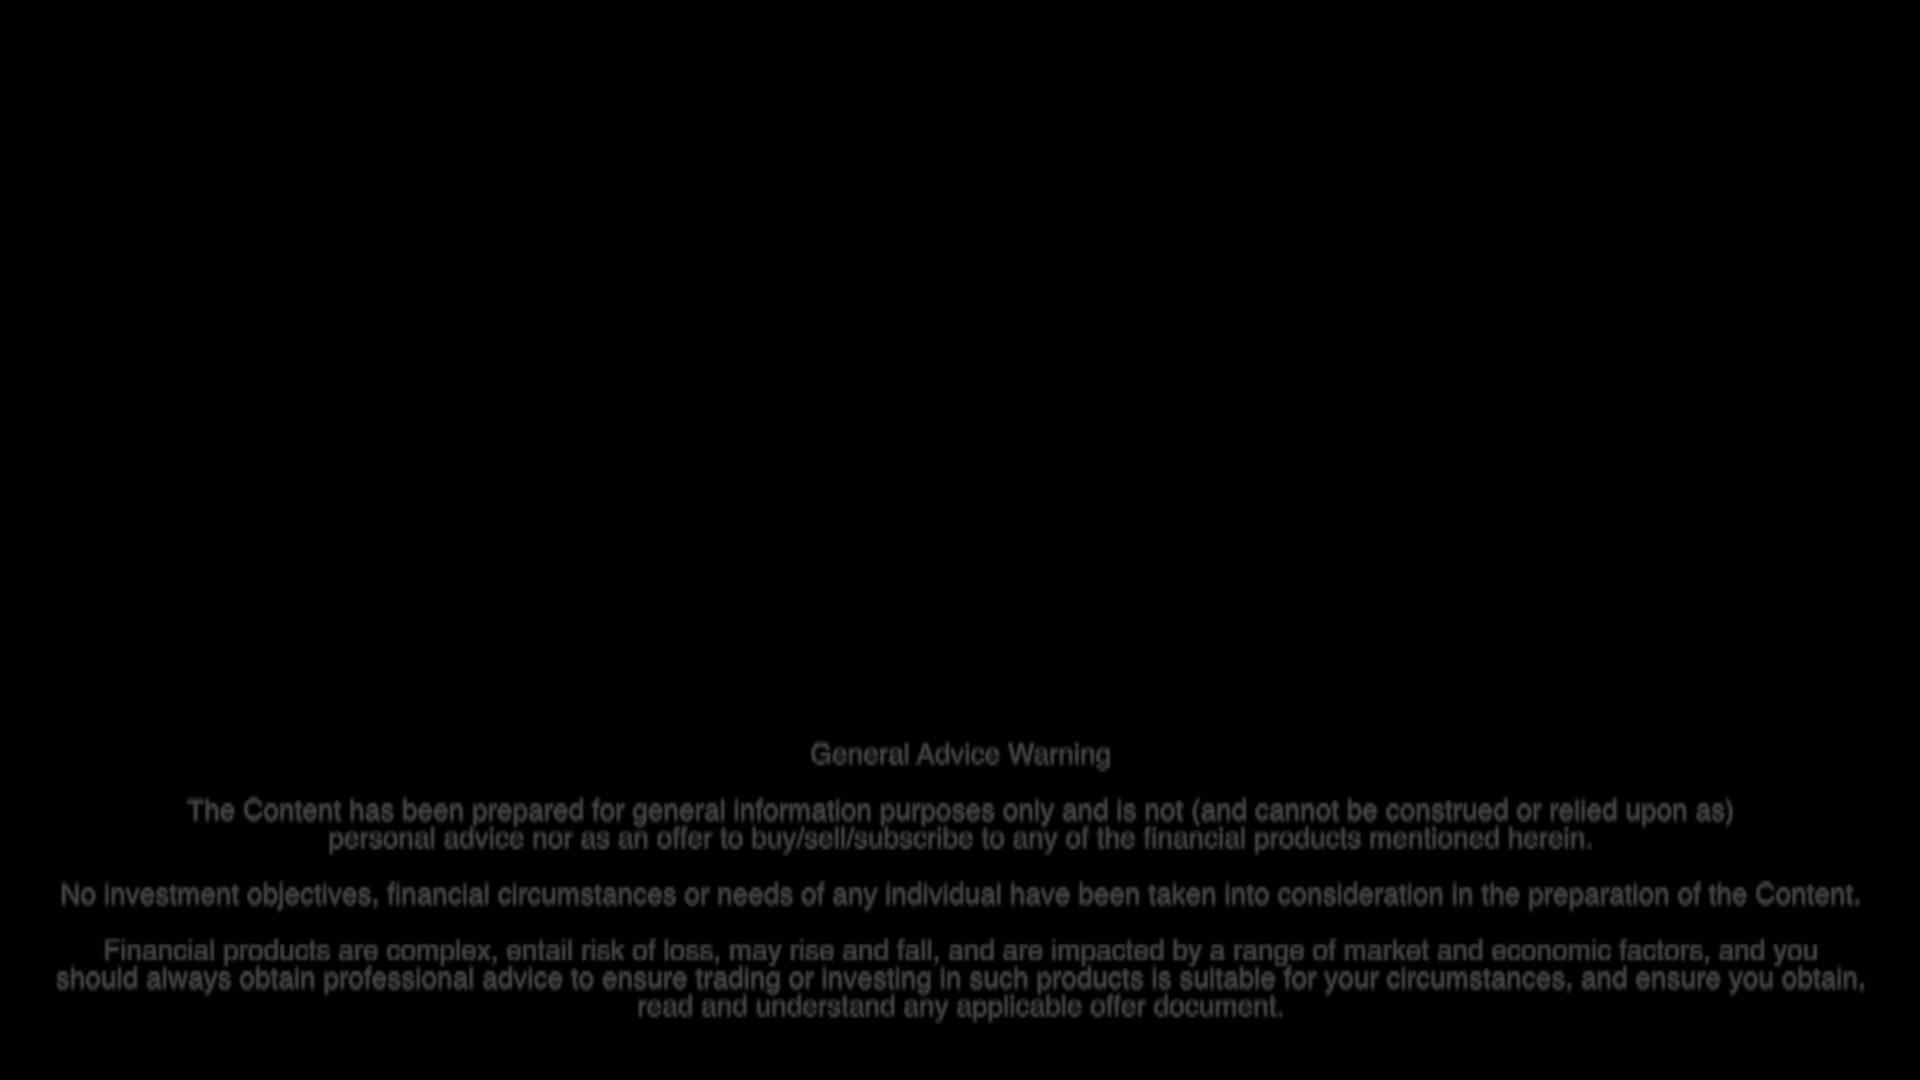 General Advice Warning
The Content has been prepared for general information purposes only and is not (and cannot be construed or relied upon as)
personal advice nor as an offer to buy/sell/subscribe to any of the financial products mentioned herein.
No investment objectives, financial circumstances or needs of any individual have been taken into consideration in the preparation of the Content.
Financial products are complex, entail risk of loss, may rise and fall, and are impacted by a range of market and economic factors, and you
should always obtain professional advice to ensure trading or investing in such products is suitable for your circumstances, and ensure you obtain,
read and understand any applicable offer document.